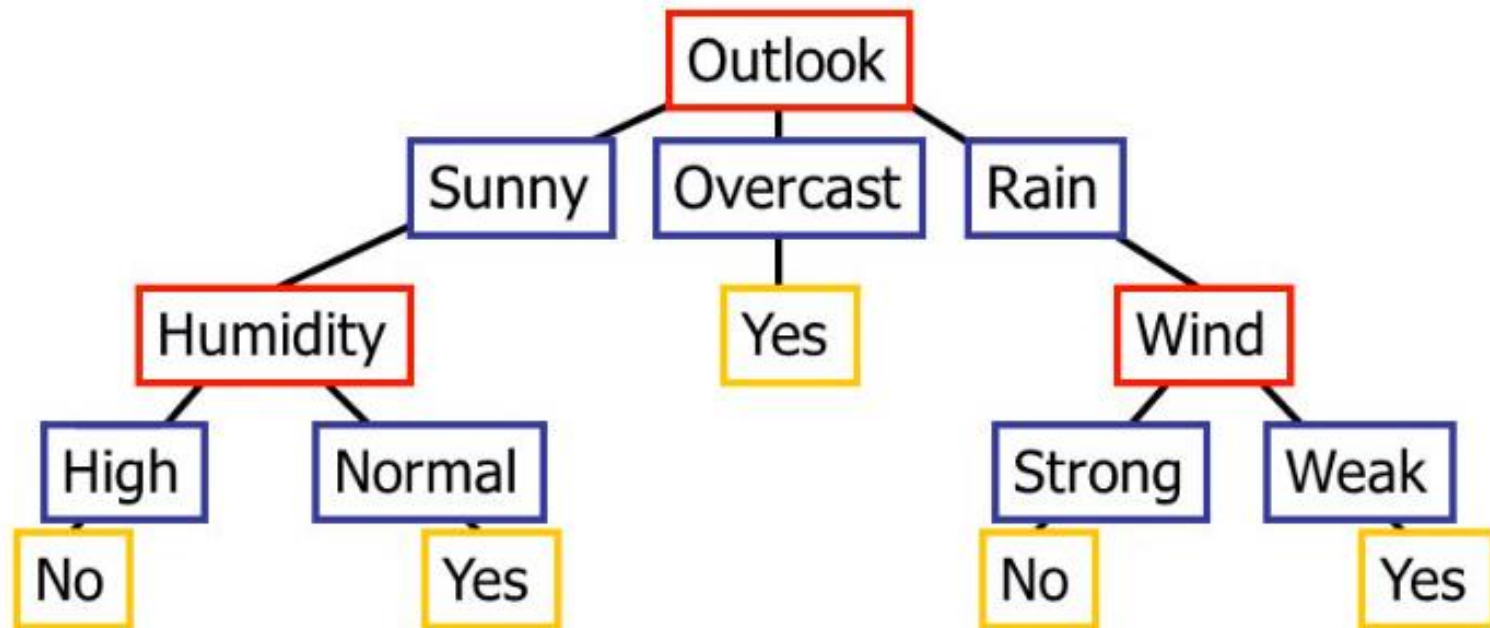 Outlook
Sunny Overcast Rain
Humidity Yes Wind
High Normal Strong Weak
No Yes No Yes